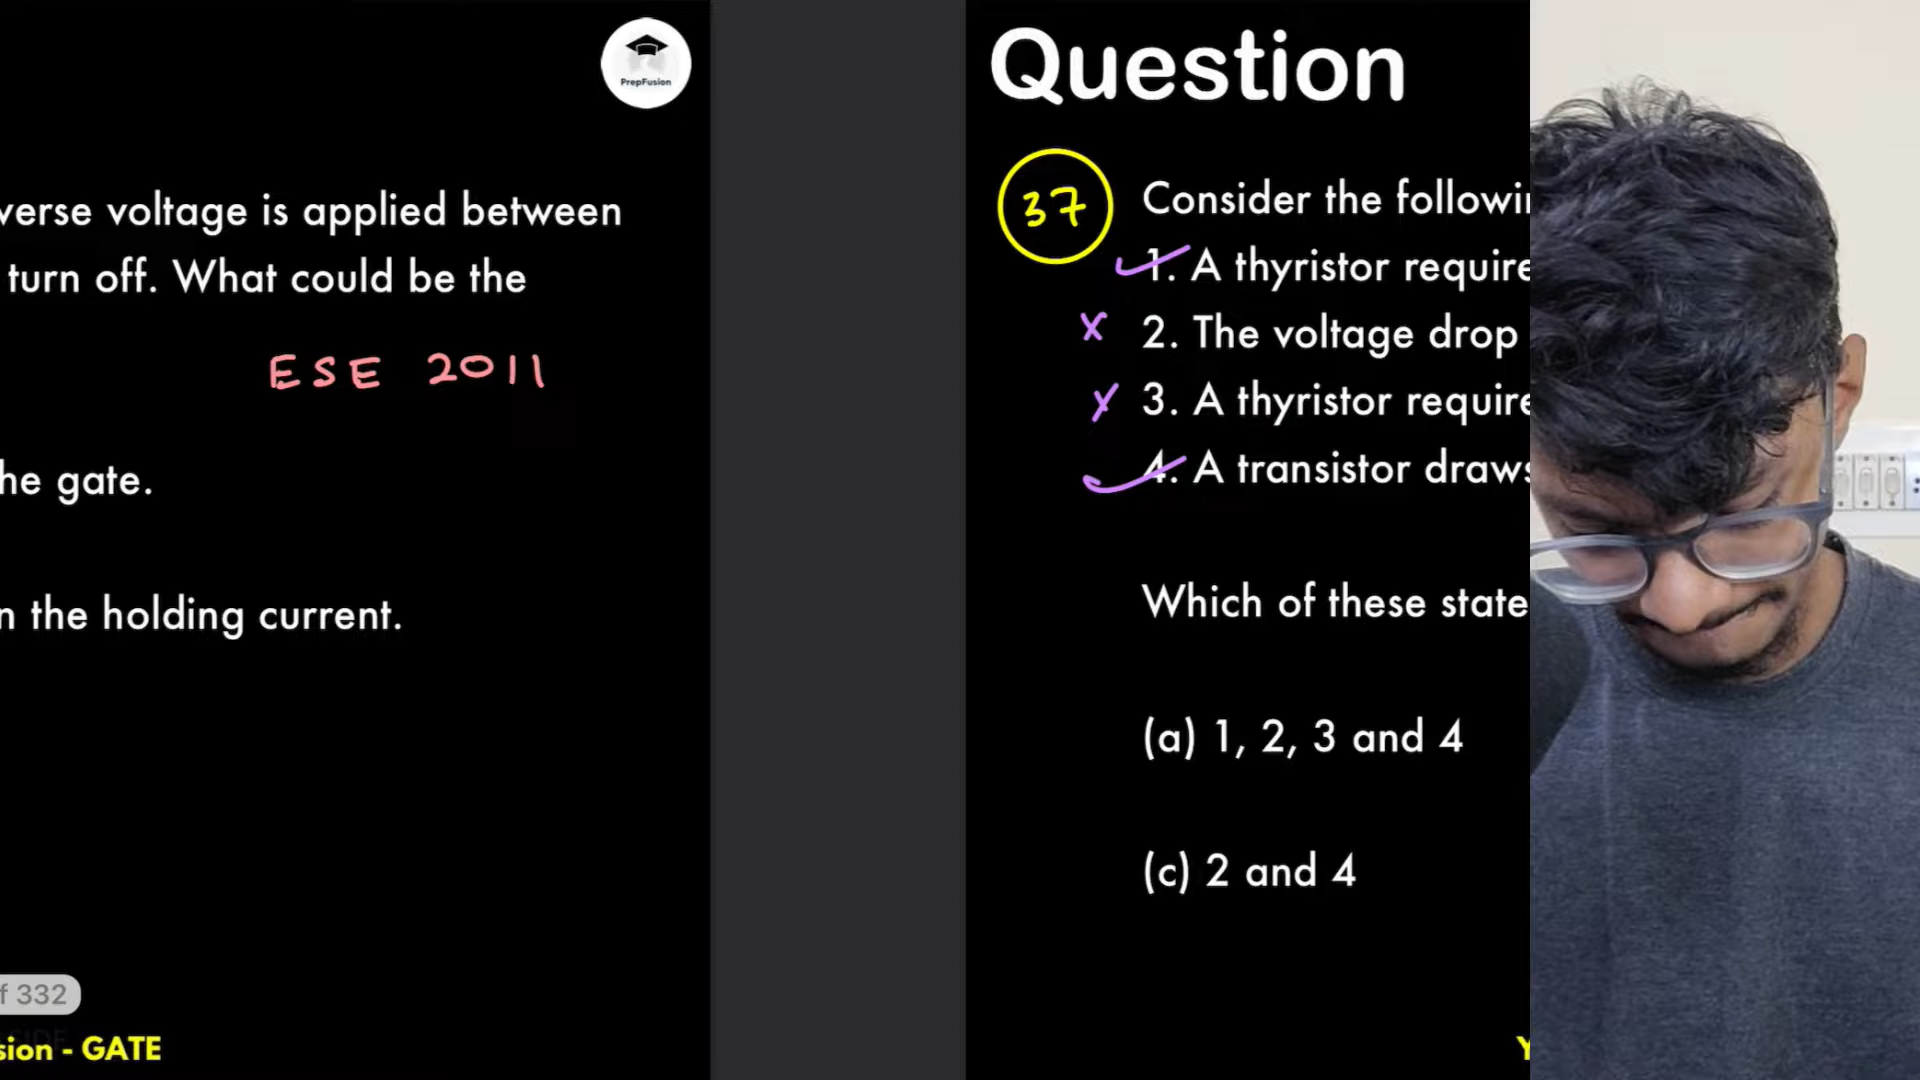 PrepFusion
verse voltage is applied between
turn off. What could be the
ESE 2011
he gate.
n the holding current.
f 332
sion - GATE
Question
37
Consider the followin
1. A thyristor require
x 2. The voltage drop
x 3. A thyristor require
4. A transistor draws
Which of these state
(a) 1, 2, 3 and 4
(c) 2 and 4
Y